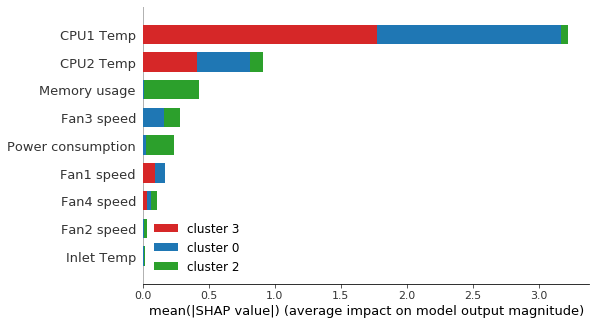 CPU1 Temp
CPU2 Temp
Memory usage
Fan3 speed
Power consumption
Fan1 speed
Fan4 speed
Fan2 speed
Inlet Temp
cluster 3
cluster 0
cluster 2
0.0 0.5 1.0 1.5 2.0 2.5 3.0
mean(|SHAP value|) (average impact on model output magnitude)